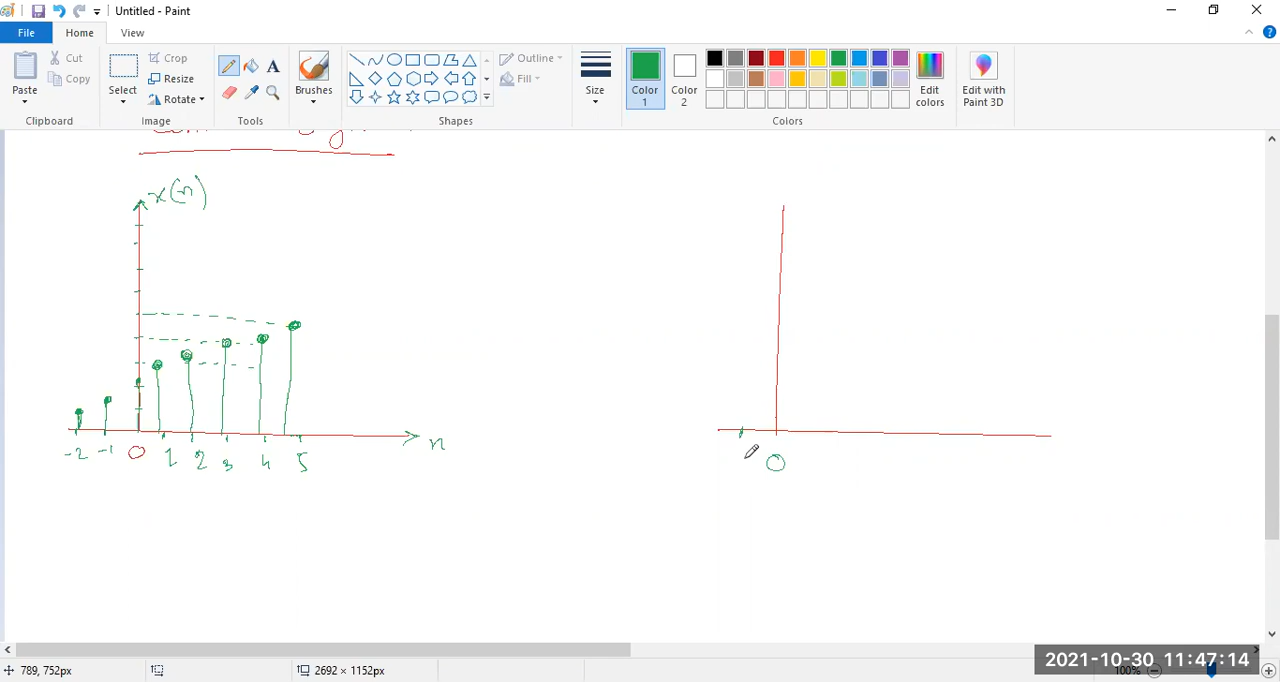 Untitled - Paint
File
Home
View
Paste
Cut
Copy
Clipboard
Select
Crop
Resize
Rotate
Image
A
Tools
Brushes
Shapes
Outline
Fill
Size
Color 1
Color 2
Colors
Edit colors
Edit with Paint 3D
x(n)
-2 -1 0 1 2 3 4 5
n
0
789, 752px
2692 × 1152px
100%
2021-10-30 11:47:14